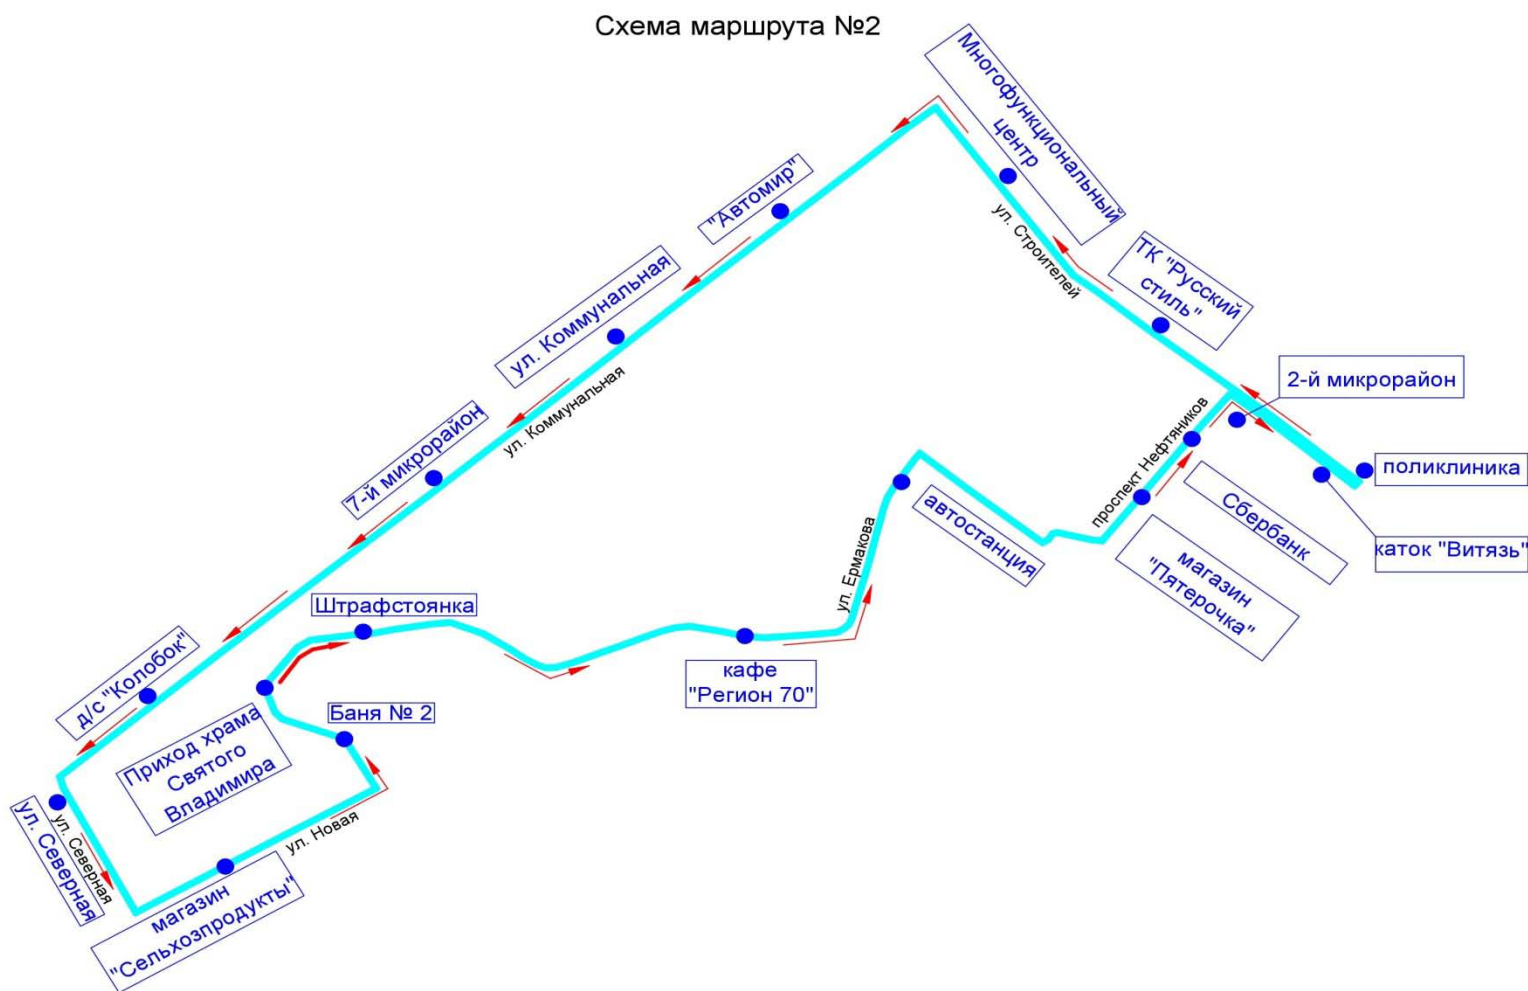 Схема маршрута №2
Многофункциональный
центр
"Автомир"
ул. Строителей
ТК "Русский
стиль"
ул. Коммунальная
ул. Коммунальная
2-й микрорайон
проспект Нефтяников
7-й микрорайон
поликлиника
Сбербанк
автостанция
каток "Витязь"
ул. Ермакова
магазин
"Пятерочка"
Штрафстоянка
кафе
"Регион 70"
д/с "Колобок"
Баня № 2
Приход храма
Святого
Владимира
ул. Северная
ул. Северная
ул. Новая
магазин
"Сельхозпродукты"